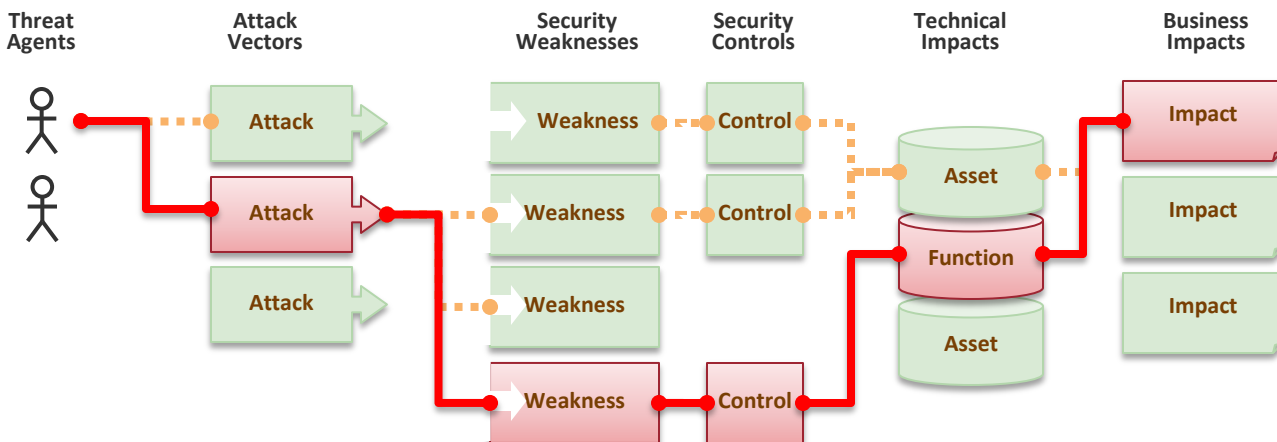 Threat
Agents
Attack
Vectors
Security
Weaknesses
Security
Controls
Technical
Impacts
Business
Impacts
Attack
Weakness
Control
Impact
Asset
Attack
Weakness
Control
Impact
Function
Attack
Weakness
Impact
Asset
Weakness
Control